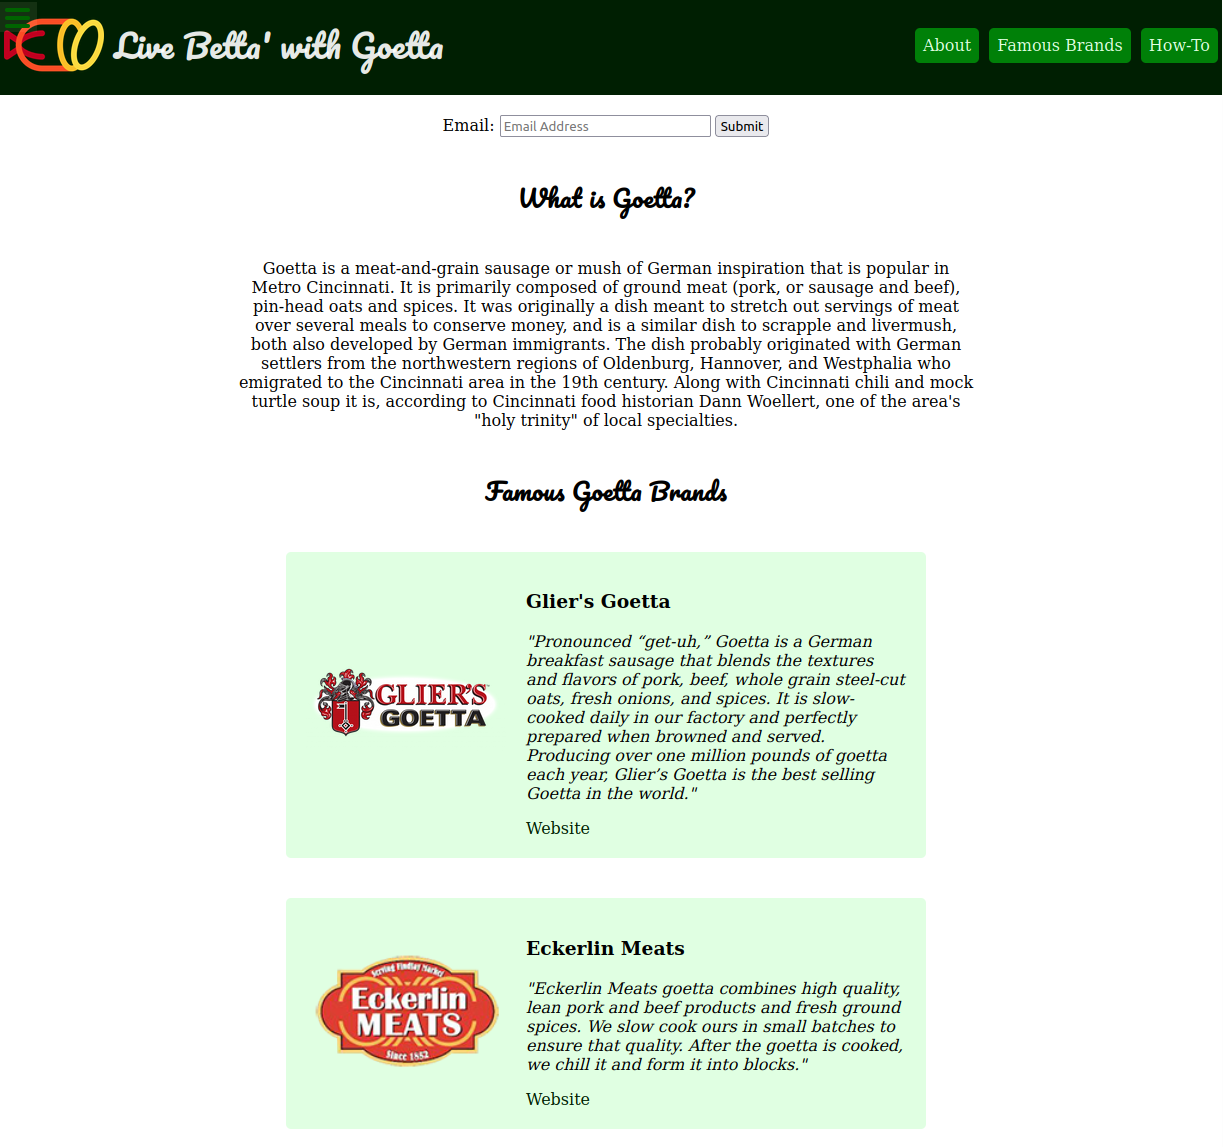 Live Betta' with Goetta
About
Famous Brands
How-To
Email: Email Address Submit
What is Goetta?
Goetta is a meat-and-grain sausage or mush of German inspiration that is popular in
Metro Cincinnati. It is primarily composed of ground meat (pork, or sausage and beef),
pin-head oats and spices. It was originally a dish meant to stretch out servings of meat
over several meals to conserve money, and is a similar dish to scrapple and livermush,
both also developed by German immigrants. The dish probably originated with German
settlers from the northwestern regions of Oldenburg, Hannover, and Westphalia who
emigrated to the Cincinnati area in the 19th century. Along with Cincinnati chili and mock
turtle soup it is, according to Cincinnati food historian Dann Woellert, one of the area's
"holy trinity" of local specialties.
Famous Goetta Brands
GLIER'S
GOETTA
Glier's Goetta
"Pronounced “get-uh,” Goetta is a German
breakfast sausage that blends the textures
and flavors of pork, beef, whole grain steel-cut
oats, fresh onions, and spices. It is slow-
cooked daily in our factory and perfectly
prepared when browned and served.
Producing over one million pounds of goetta
each year, Glier’s Goetta is the best selling
Goetta in the world."
Website
Serving Findlay Market
Eckerlin
MEATS
Since 1852
Eckerlin Meats
"Eckerlin Meats goetta combines high quality,
lean pork and beef products and fresh ground
spices. We slow cook ours in small batches to
ensure that quality. After the goetta is cooked,
we chill it and form it into blocks."
Website